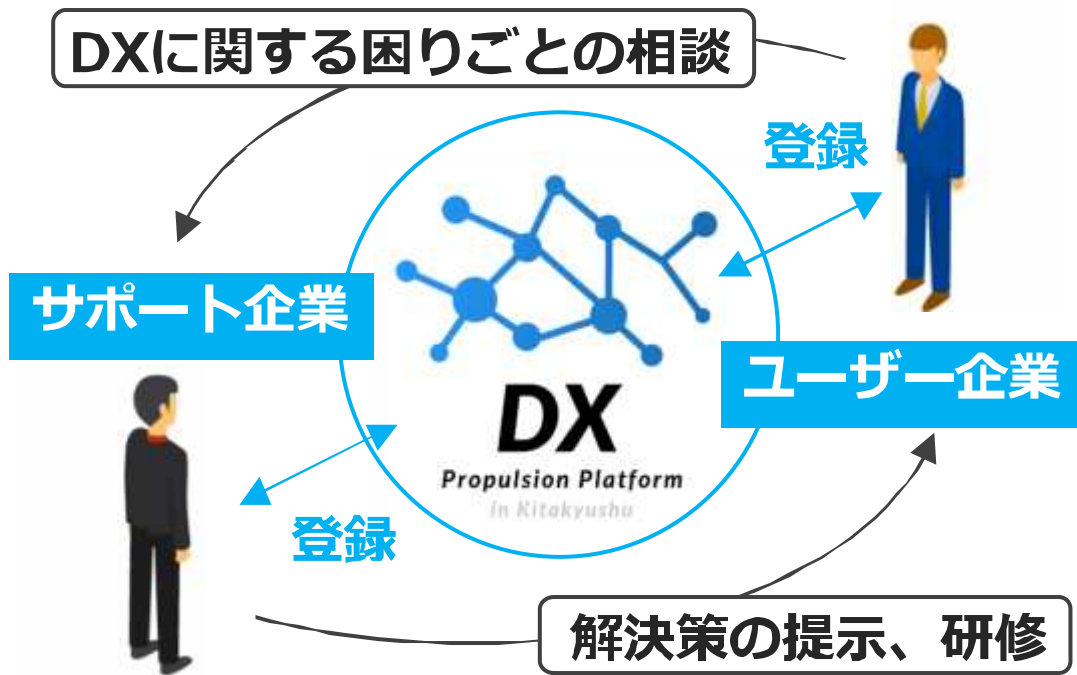 DXに関する困りごとの相談
登録
サポート企業
ユーザー企業
DX
Propulsion Platform
in Kitakyushu
登録
解決策の提示、研修